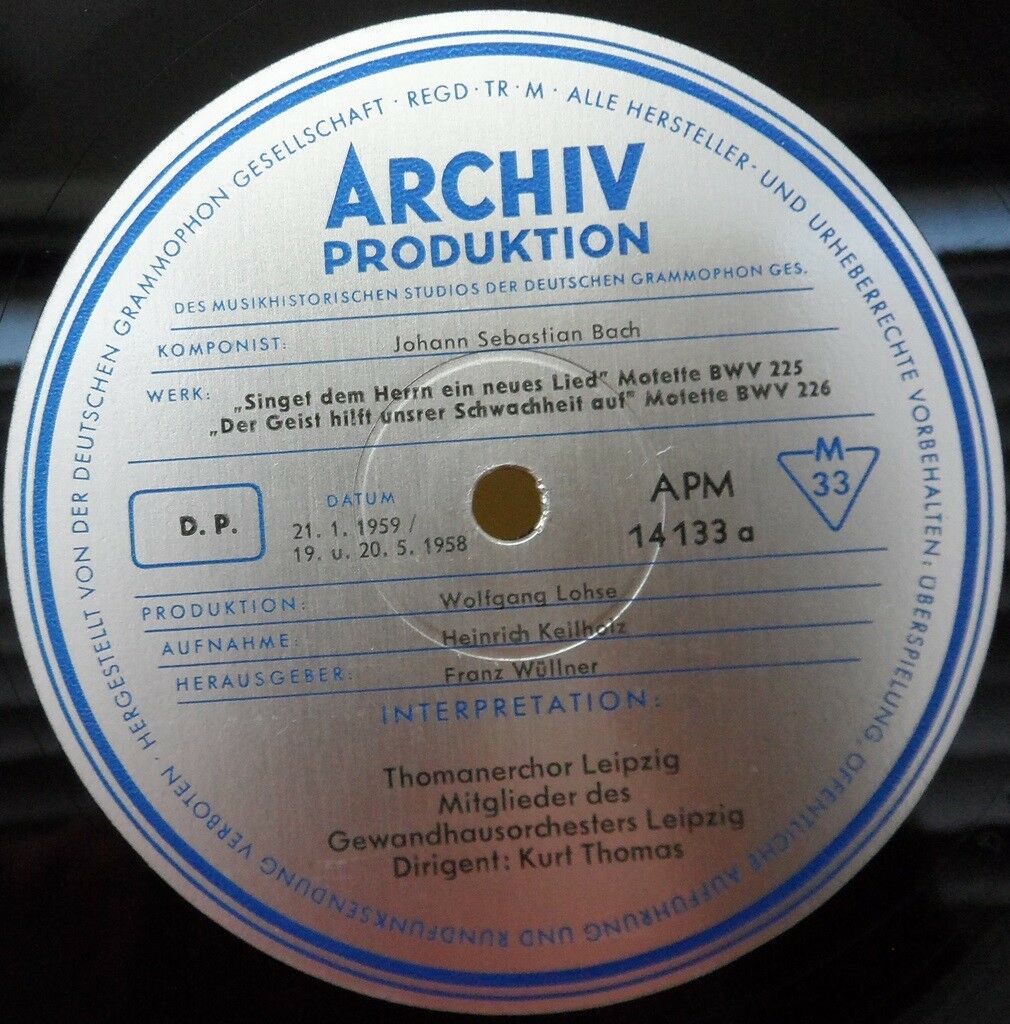 HERGESTELLT VON DER DEUTSCHEN GRAMMOPHON GESELLSCHAFT · REGD · TR · M · ALLE HERSTELLER- UND URHEBERRECHTE VORBEHALTEN; ÜBERSPIELUNG, ÖFFENTLICHE AUFFÜHRUNG UND RUNDFUNKSENDUNG VERBOTEN ·
ARCHIV
PRODUKTION
DES MUSIKHISTORISCHEN STUDIOS DER DEUTSCHEN GRAMMOPHON GES.
KOMPONIST: Johann Sebastian Bach
WERK: „Singet dem Herrn ein neues Lied” Motette BWV 225
„Der Geist hilft unsrer Schwachheit auf” Motette BWV 226
D. P.
DATUM
21. 1. 1959 /
19. u. 20. 5. 1958
APM
14 133 a
M
33
PRODUKTION: Wolfgang Lohse
AUFNAHME: Heinrich Keilholz
HERAUSGEBER: Franz Wüllner
INTERPRETATION:
Thomanerchor Leipzig
Mitglieder des
Gewandhausorchesters Leipzig
Dirigent: Kurt Thomas